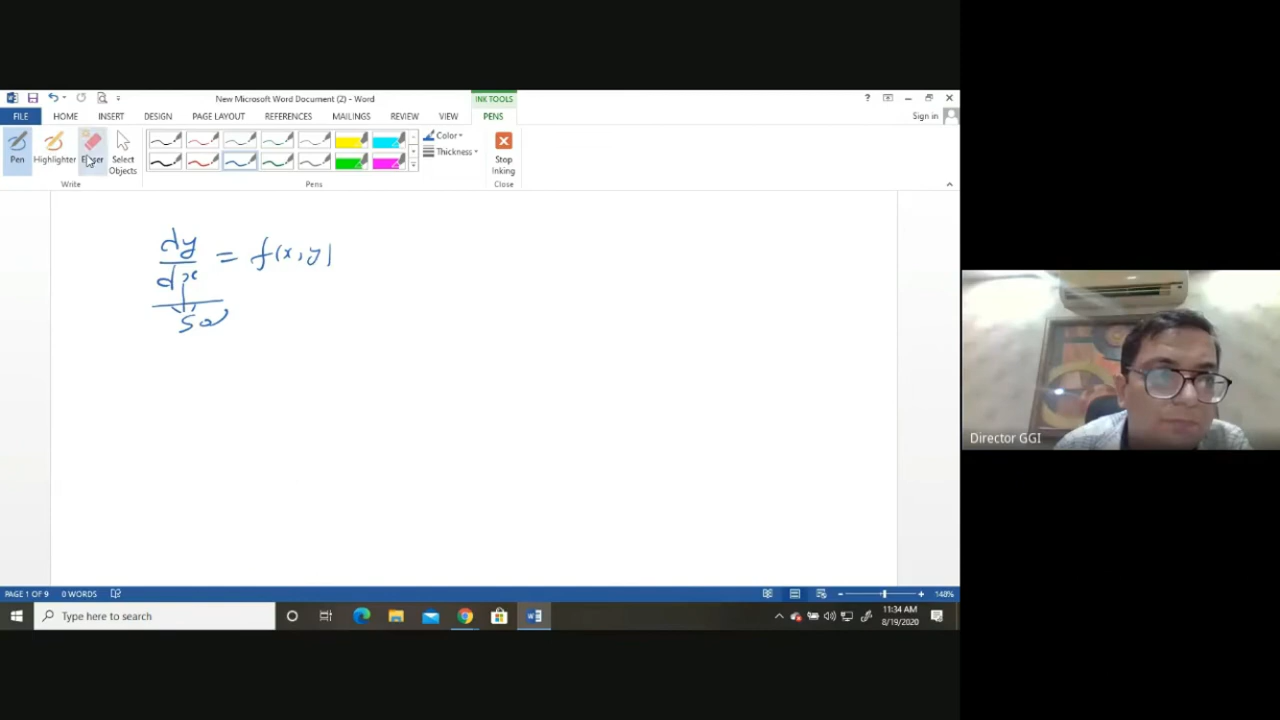 New Microsoft Word Document (2) - Word
INK TOOLS
FILE HOME INSERT DESIGN PAGE LAYOUT REFERENCES MAILINGS REVIEW VIEW PENS
Sign in
Pen Highlighter Eraser Select Objects
Color
Thickness
Stop Inking
Write Pens Close
dy/dx = f(x, y)
Director GGI
PAGE 1 OF 9 0 WORDS 148%
Type here to search
11:34 AM
8/19/2020